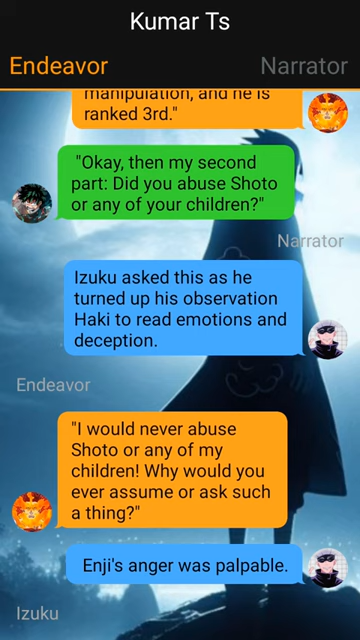 Kumar Ts
Endeavor
Narrator
manipulation, and he is
ranked 3rd."
"Okay, then my second
part: Did you abuse Shoto
or any of your children?"
Narrator
Izuku asked this as he
turned up his observation
Haki to read emotions and
deception.
Endeavor
"I would never abuse
Shoto or any of my
children! Why would you
ever assume or ask such
a thing?"
Enji's anger was palpable.
Izuku